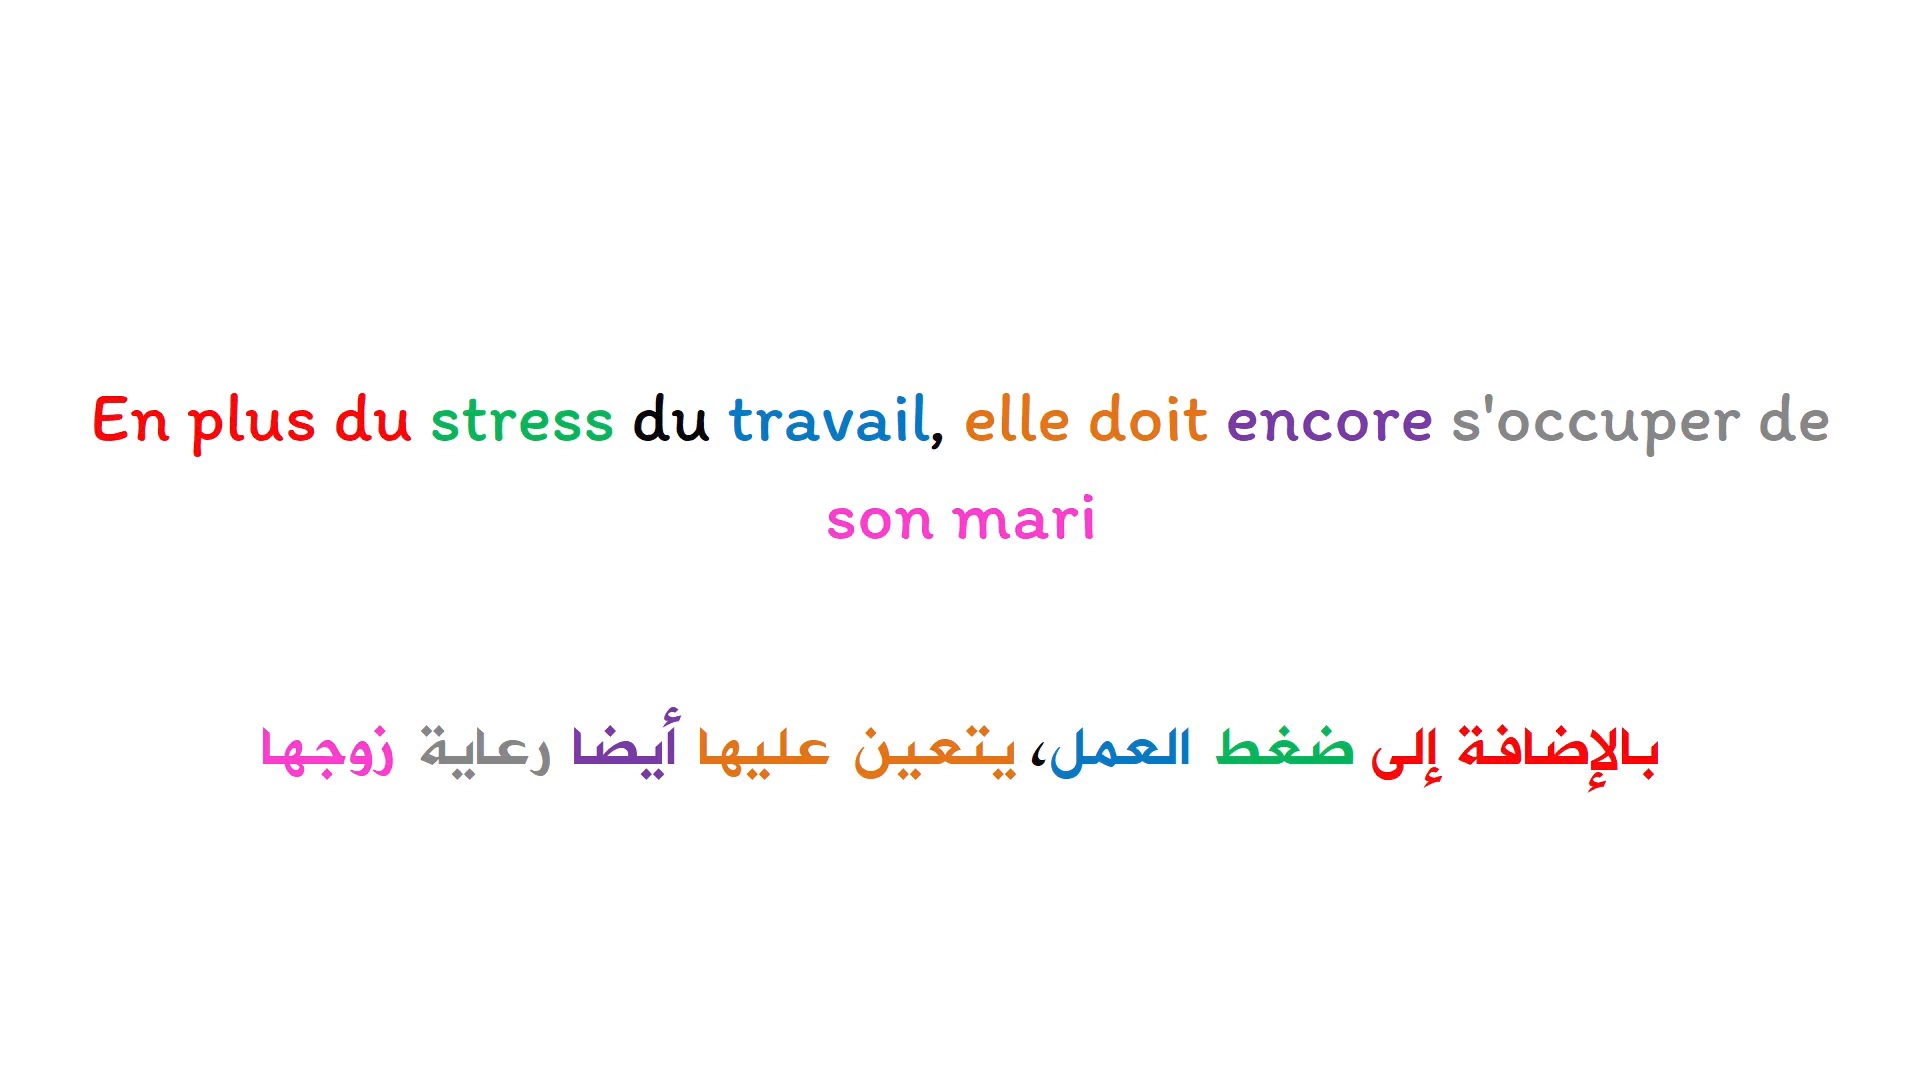 En plus du stress du travail, elle doit encore s'occuper de
son mari
بالإضافة إلى ضغط العمل، يتعين عليها أيضا رعاية زوجها